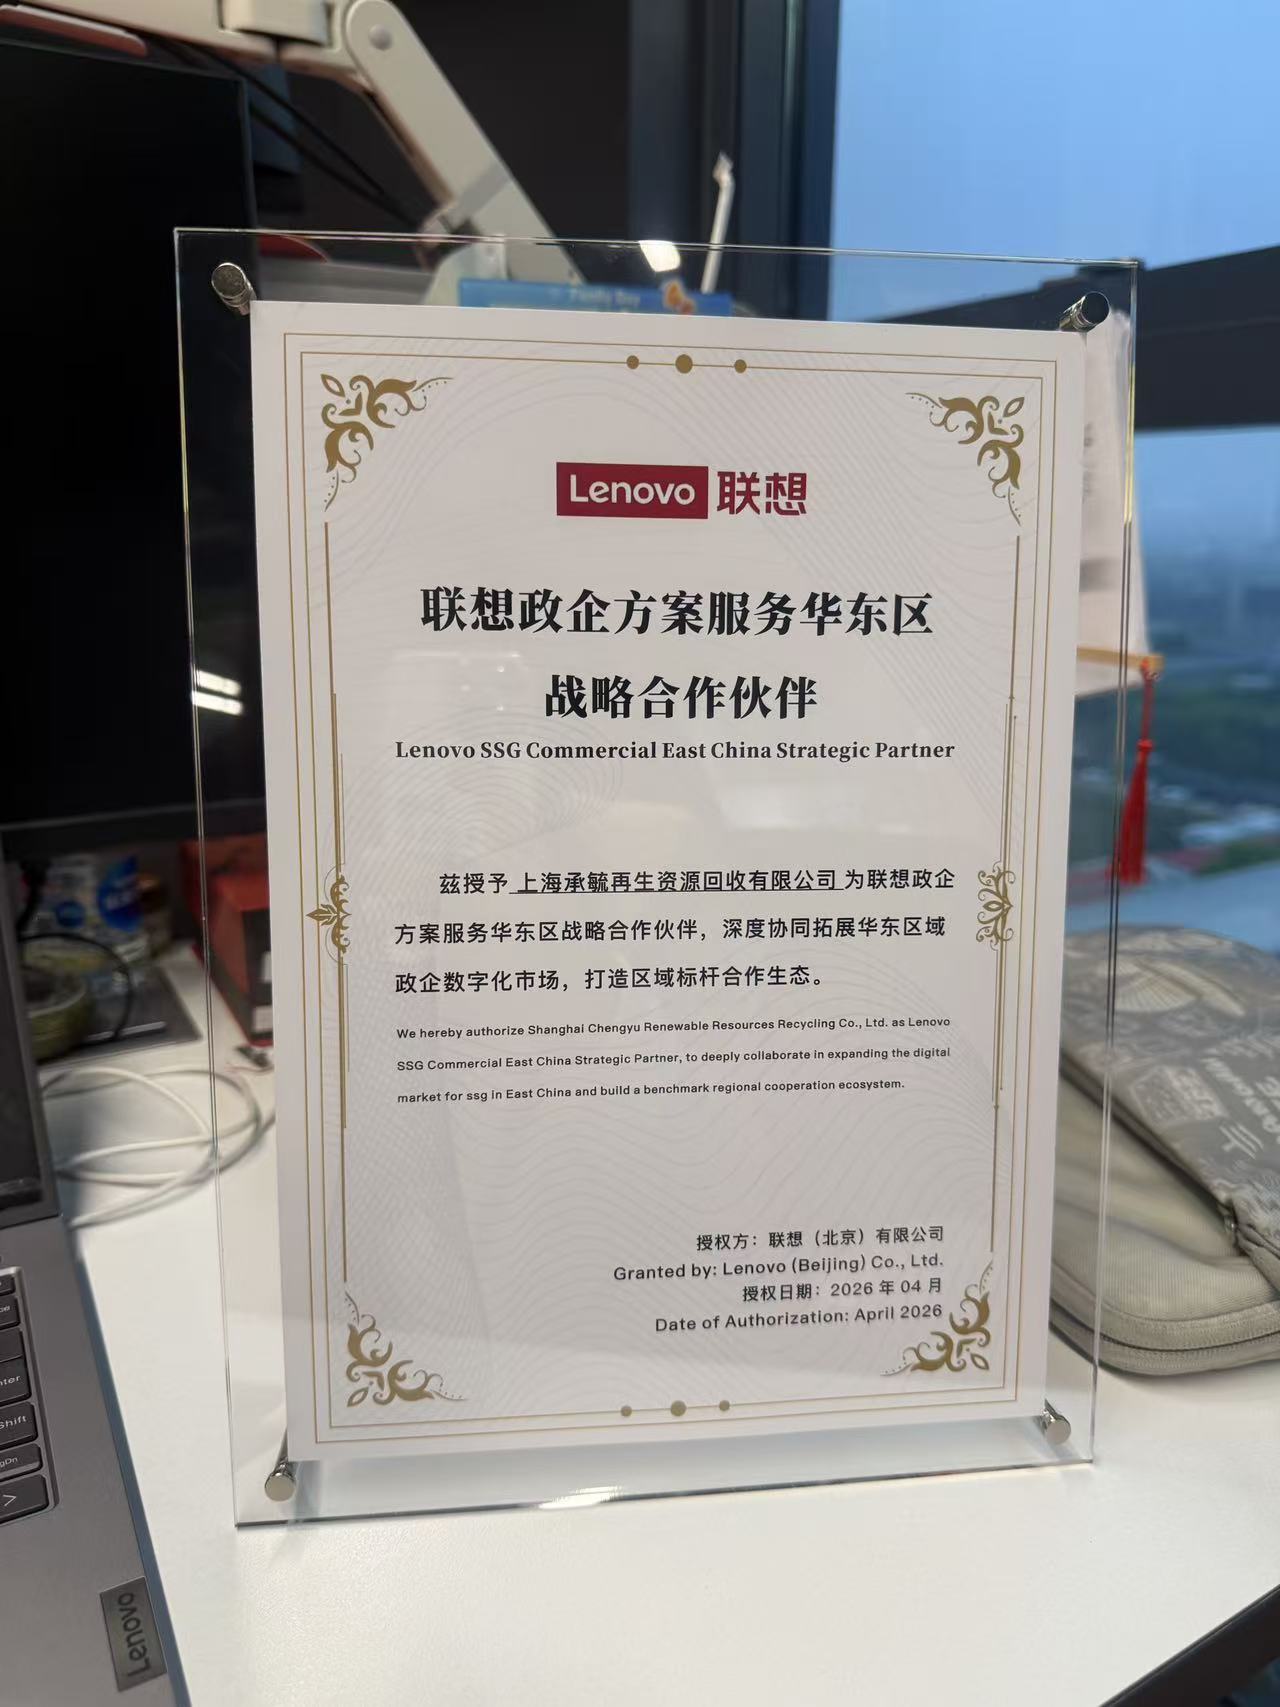 Family Day
Lenovo 联想
联想政企方案服务华东区
战略合作伙伴
Lenovo SSG Commercial East China Strategic Partner
兹授予 上海承毓再生资源回收有限公司 为联想政企
方案服务华东区战略合作伙伴，深度协同拓展华东区域
政企数字化市场，打造区域标杆合作生态。
We hereby authorize Shanghai Chengyu Renewable Resources Recycling Co., Ltd. as Lenovo
SSG Commercial East China Strategic Partner, to deeply collaborate in expanding the digital
market for ssg in East China and build a benchmark regional cooperation ecosystem.
授权方：联想（北京）有限公司
Granted by: Lenovo (Beijing) Co., Ltd.
授权日期：2026 年 04 月
Date of Authorization: April 2026
Shift
Lenovo